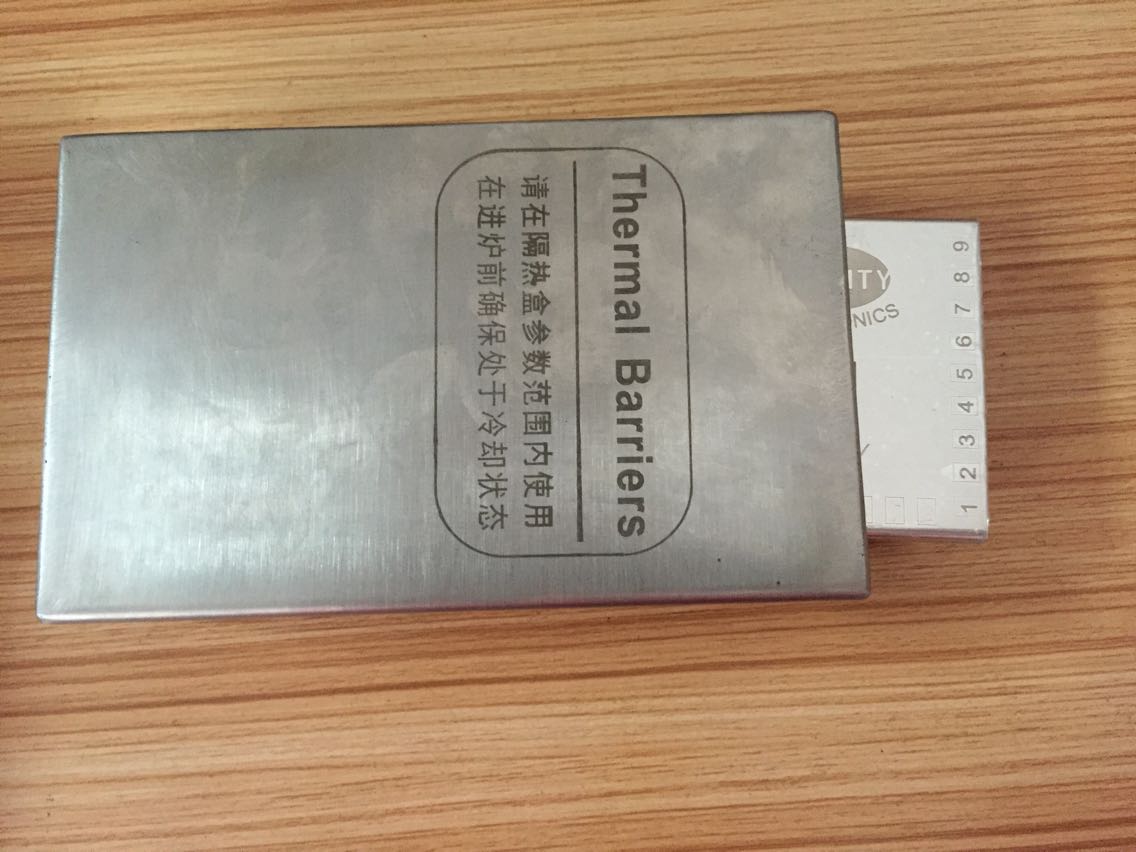 Thermal Barriers
请在隔热盒参数范围内使用
在进炉前确保处于冷却状态
ITY
NICS
1 2 3 4 5 6 7 8 9